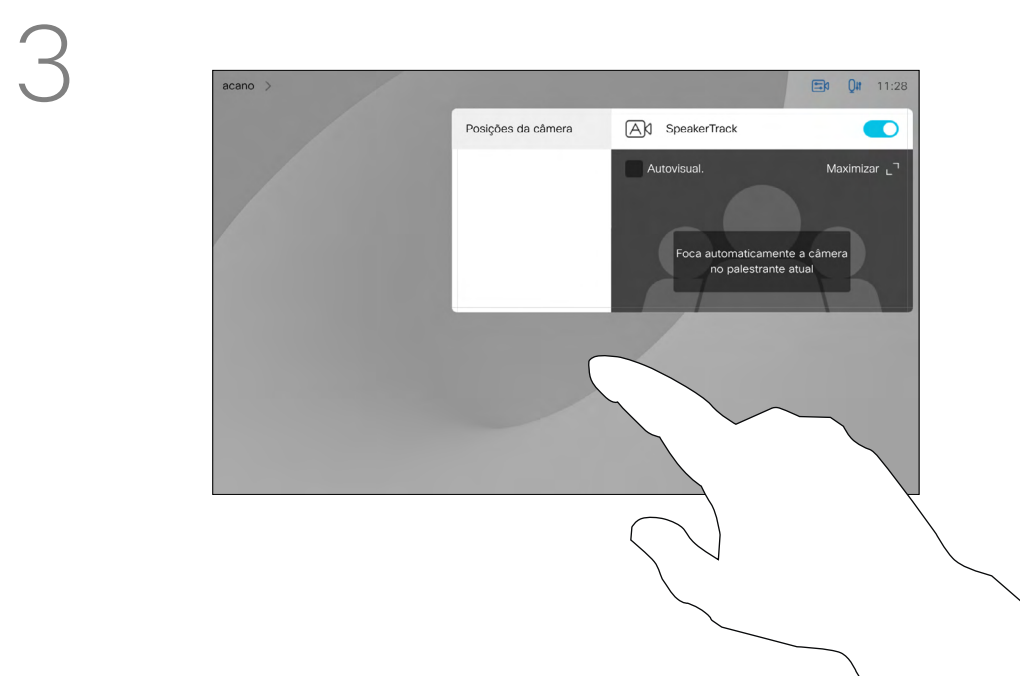 3
acano >
11:28
Posições da câmera
SpeakerTrack
Autovisual.
Maximizar
Foca automaticamente a câmera
no palestrante atual